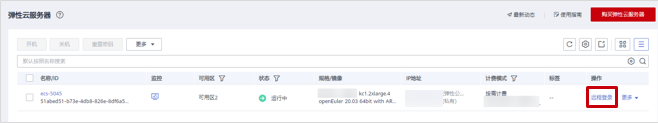 弹性云服务器
最新动态 使用指南 购买弹性云服务器
开机 关机 重置密码 更多
默认按照名称搜索
名称/ID 监控 可用区 状态 规格/镜像 IP地址 计费模式 标签 操作
ecs-5045 可用区2 运行中 kc1.2xlarge.4 (弹性公... 按需计费 -- 远程登录 更多
51abed51-b73e-4db8-826e-8df6a5... openEuler 20.03 64bit with AR... (私有)